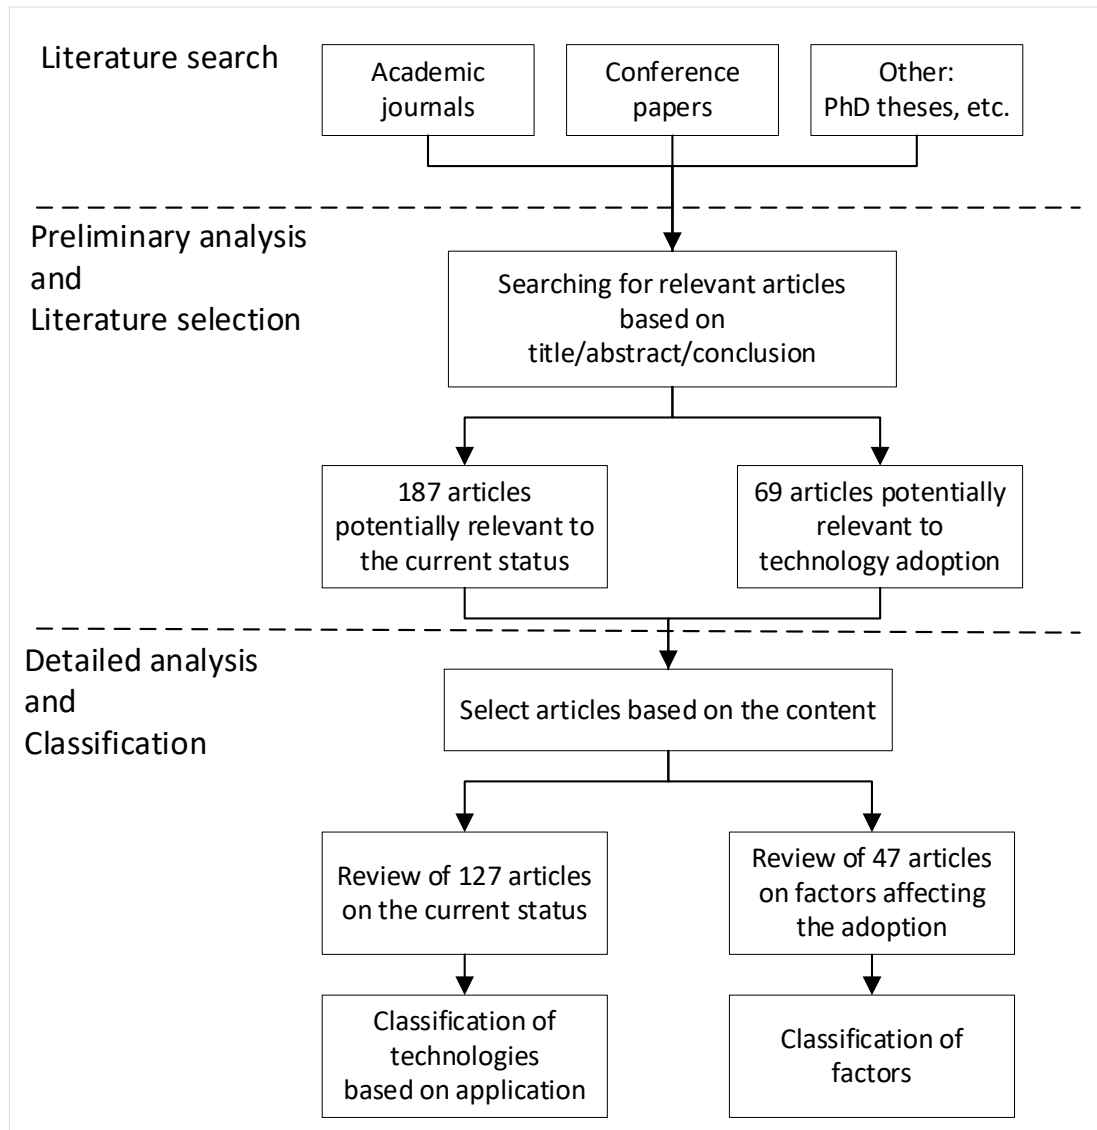 Literature search
Academic
journals
Conference
papers
Other:
PhD theses, etc.
Preliminary analysis
and
Literature selection
Searching for relevant articles
based on
title/abstract/conclusion
187 articles
potentially relevant to
the current status
69 articles potentially
relevant to
technology adoption
Detailed analysis
and
Classification
Select articles based on the content
Review of 127 articles
on the current status
Review of 47 articles
on factors affecting
the adoption
Classification of
technologies
based on application
Classification of
factors